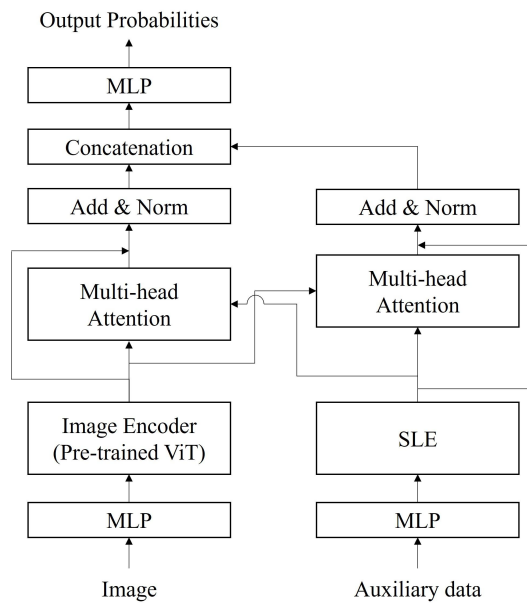 Output Probabilities
MLP
Concatenation
Add & Norm
Add & Norm
Multi-head
Attention
Multi-head
Attention
Image Encoder
(Pre-trained ViT)
SLE
MLP
MLP
Image
Auxiliary data